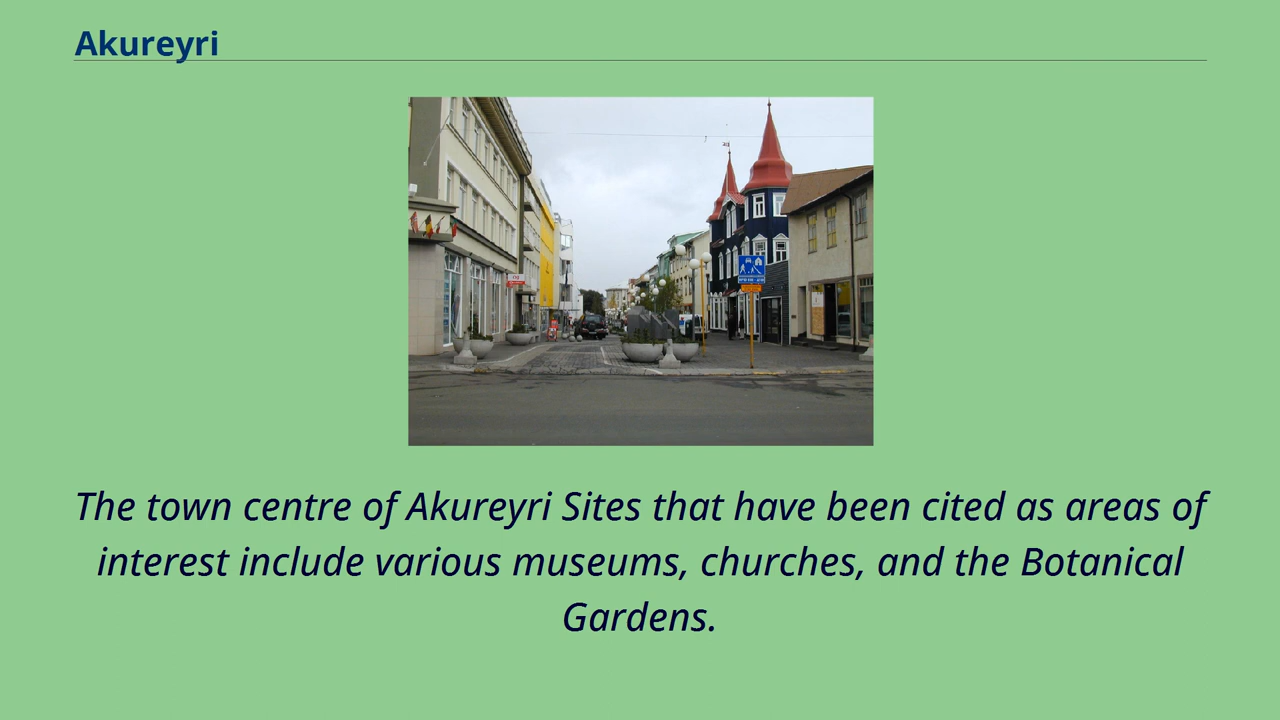 Akureyri
The town centre of Akureyri Sites that have been cited as areas of
interest include various museums, churches, and the Botanical
Gardens.